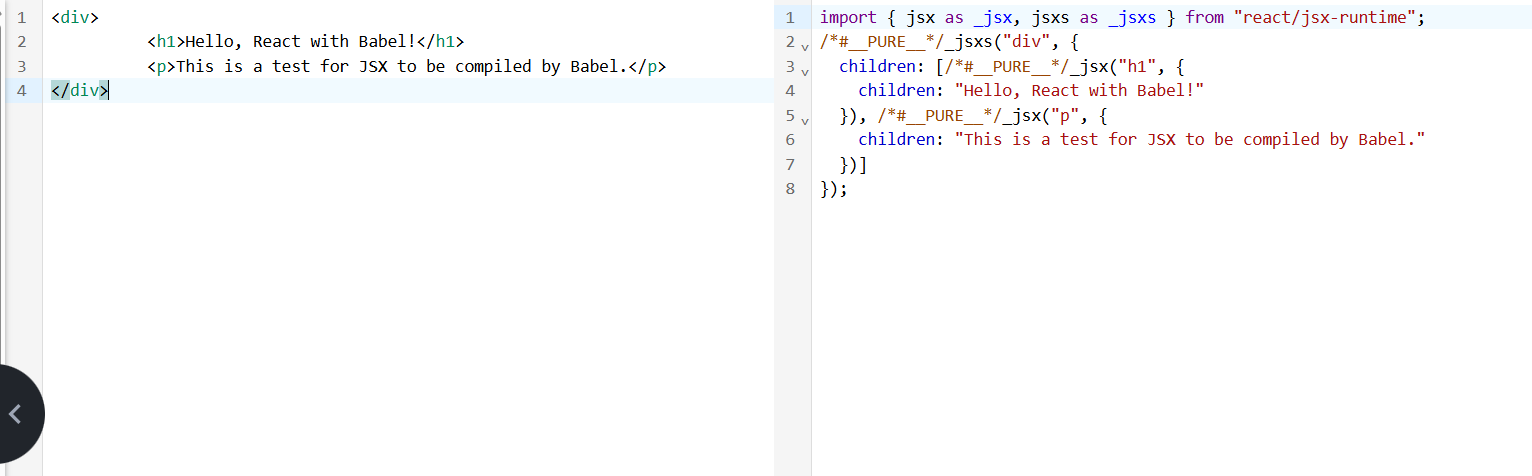 1 <div>
2 <h1>Hello, React with Babel!</h1>
3 <p>This is a test for JSX to be compiled by Babel.</p>
4 </div>
1 import { jsx as _jsx, jsxs as _jsxs } from "react/jsx-runtime";
2 /*#__PURE__*/_jsxs("div", {
3 children: [/*#__PURE__*/_jsx("h1", {
4 children: "Hello, React with Babel!"
5 }), /*#__PURE__*/_jsx("p", {
6 children: "This is a test for JSX to be compiled by Babel."
7 })]
8 });